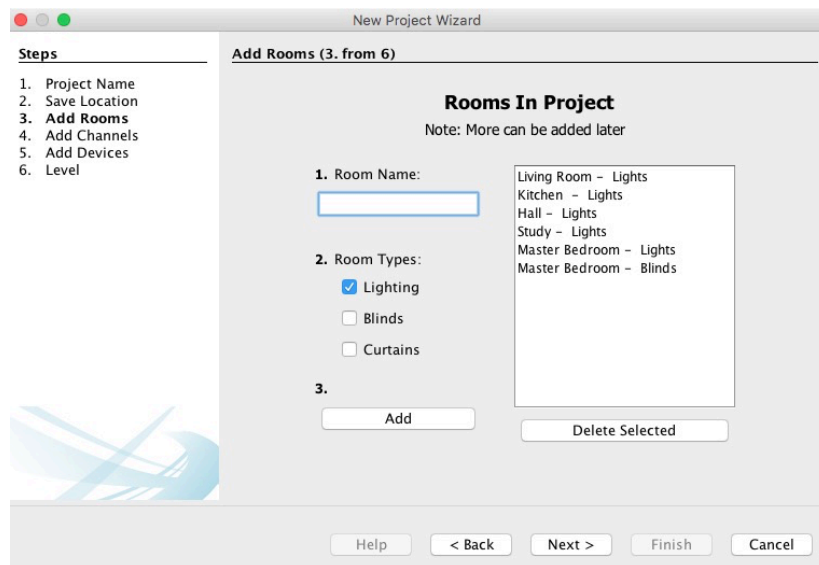 New Project Wizard
Steps
1. Project Name
2. Save Location
3. Add Rooms
4. Add Channels
5. Add Devices
6. Level
Add Rooms (3. from 6)
Rooms In Project
Note: More can be added later
1. Room Name:
2. Room Types:
Lighting
Blinds
Curtains
3.
Add
Living Room – Lights
Kitchen – Lights
Hall – Lights
Study – Lights
Master Bedroom – Lights
Master Bedroom – Blinds
Delete Selected
Help
< Back
Next >
Finish
Cancel